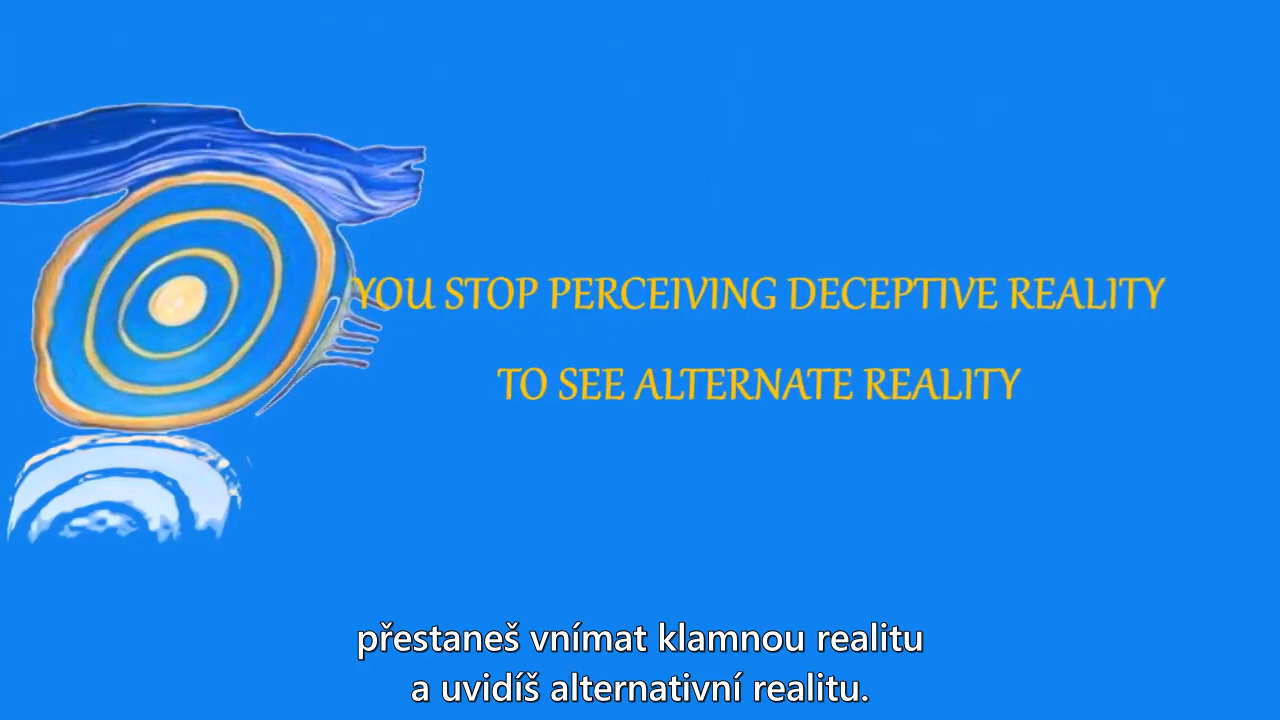 YOU STOP PERCEIVING DECEPTIVE REALITY
TO SEE ALTERNATE REALITY
přestaneš vnímat klamnou realitu
a uvidíš alternativní realitu.